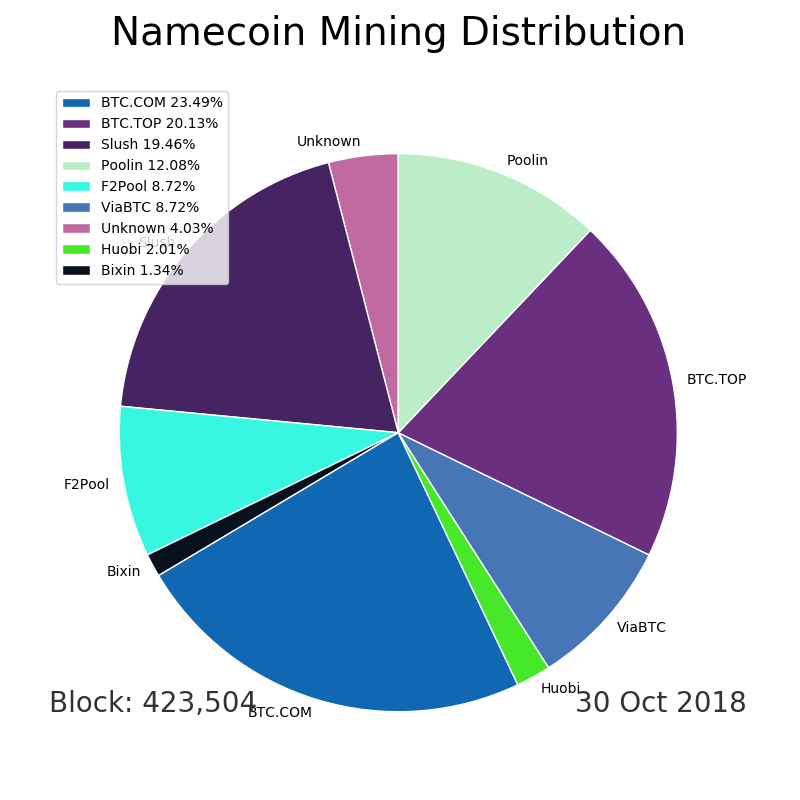 Namecoin Mining Distribution
BTC.COM 23.49%
BTC.TOP 20.13%
Slush 19.46%
Poolin 12.08%
F2Pool 8.72%
ViaBTC 8.72%
Unknown 4.03%
Huobi 2.01%
Bixin 1.34%
Unknown
Poolin
Slush
BTC.TOP
F2Pool
Bixin
ViaBTC
Huobi
BTC.COM
Block: 423,504
30 Oct 2018